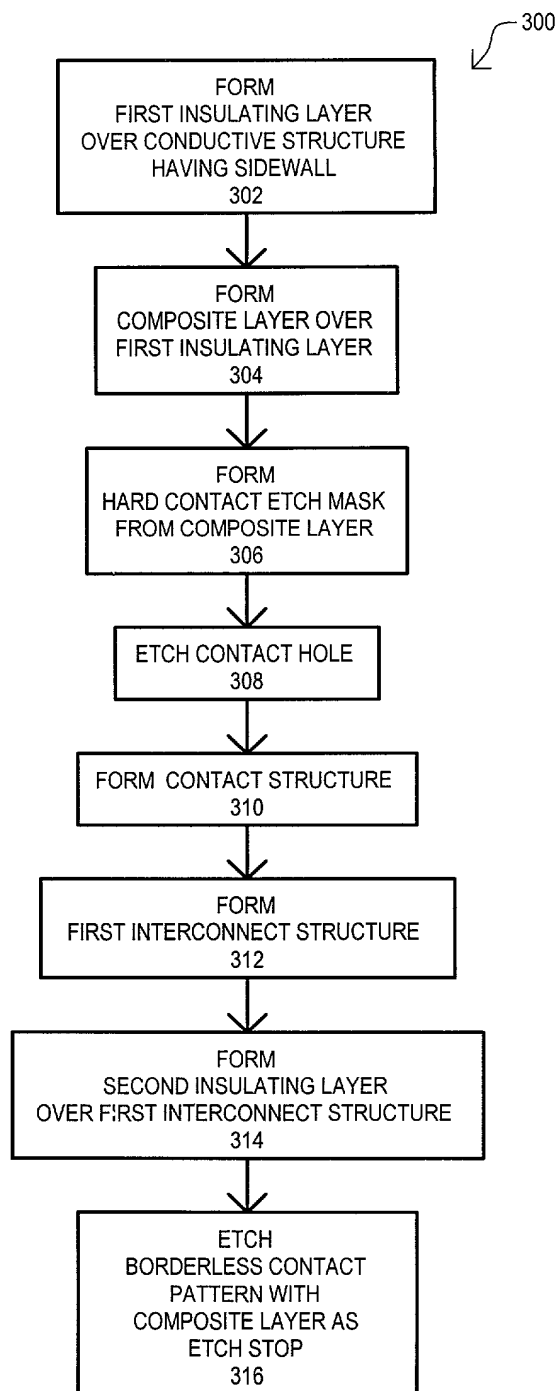 300
FORM
FIRST INSULATING LAYER
OVER CONDUCTIVE STRUCTURE
HAVING SIDEWALL
302
FORM
COMPOSITE LAYER OVER
FIRST INSULATING LAYER
304
FORM
HARD CONTACT ETCH MASK
FROM COMPOSITE LAYER
306
ETCH CONTACT HOLE
308
FORM CONTACT STRUCTURE
310
FORM
FIRST INTERCONNECT STRUCTURE
312
FORM
SECOND INSULATING LAYER
OVER FIRST INTERCONNECT STRUCTURE
314
ETCH
BORDERLESS CONTACT
PATTERN WITH
COMPOSITE LAYER AS
ETCH STOP
316